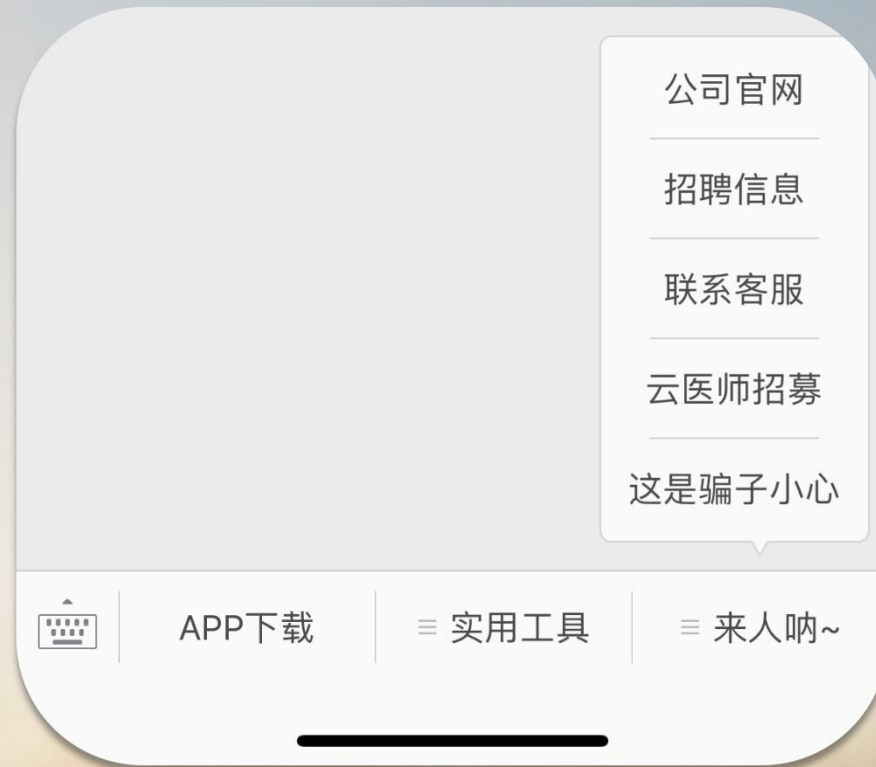 公司官网
招聘信息
联系客服
云医师招募
这是骗子小心
APP下载
实用工具
来人呐~